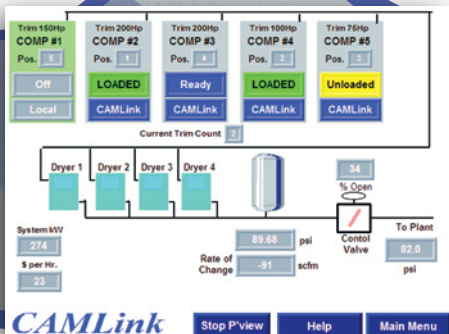 Trim 150Hp Trim 200Hp Trim 200Hp Trim 100Hp Trim 75Hp
COMP #1 COMP #2 COMP #3 COMP #4 COMP #5
Pos. 5 Pos. 1 Pos. 4 Pos. 2 Pos. 3
Off LOADED Ready LOADED Unloaded
Local CAMLink CAMLink CAMLink CAMLink
Current Trim Count 2
Dryer 1 Dryer 2 Dryer 3 Dryer 4
34
% Open
System kW
274
$ per Hr.
23
89.68 psi
Rate of Change -91 scfm
Contol Valve
To Plant
82.0
psi
CAMLink Stop P'view Help Main Menu